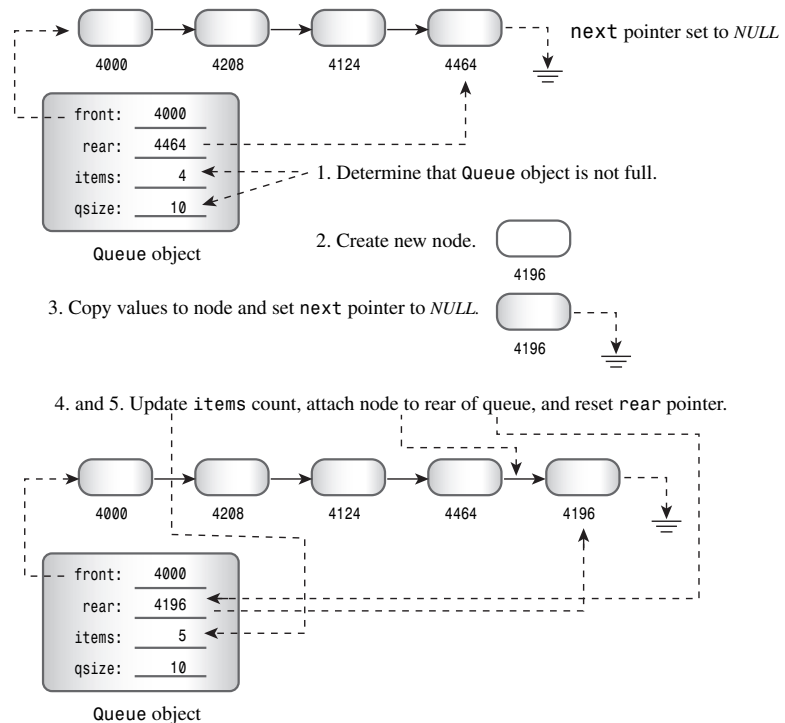 next pointer set to NULL
4000 4208 4124 4464
front: 4000
rear: 4464
items: 4
qsize: 10
1. Determine that Queue object is not full.
Queue object
2. Create new node.
4196
3. Copy values to node and set next pointer to NULL.
4196
4. and 5. Update items count, attach node to rear of queue, and reset rear pointer.
4000 4208 4124 4464 4196
front: 4000
rear: 4196
items: 5
qsize: 10
Queue object